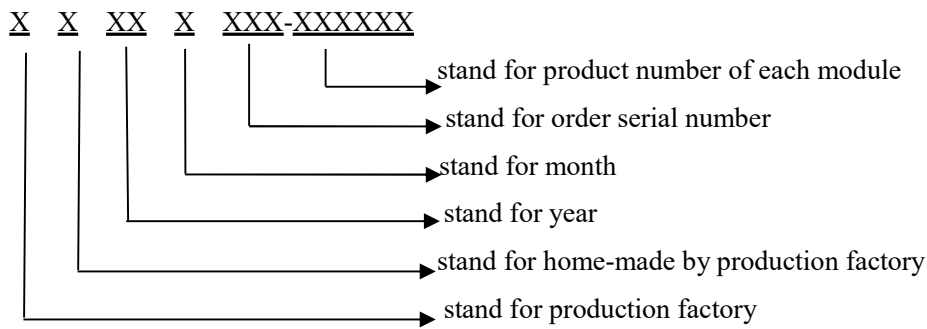 X X XX X XXX-XXXXXX
stand for product number of each module
stand for order serial number
stand for month
stand for year
stand for home-made by production factory
stand for production factory